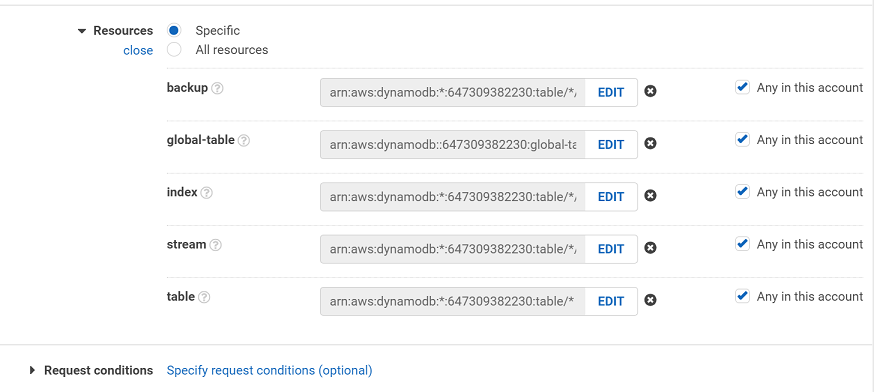 Resources Specific
close All resources
backup ? arn:aws:dynamodb:*:647309382230:table/*/ EDIT Any in this account
global-table ? arn:aws:dynamodb::647309382230:global-ta EDIT Any in this account
index ? arn:aws:dynamodb:*:647309382230:table/*/ EDIT Any in this account
stream ? arn:aws:dynamodb:*:647309382230:table/*/ EDIT Any in this account
table ? arn:aws:dynamodb:*:647309382230:table/* EDIT Any in this account
Request conditions Specify request conditions (optional)